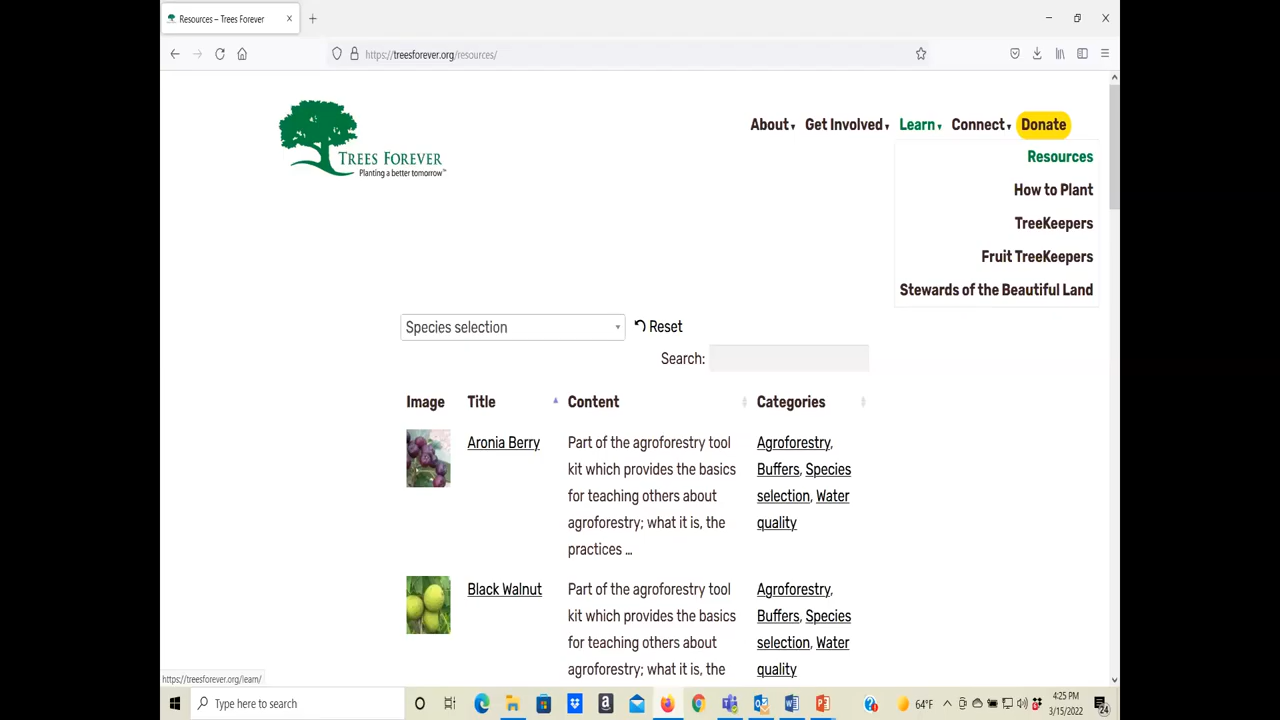 Resources – Trees Forever
https://treesforever.org/resources/
About
Get Involved
Learn
Connect
Donate
TREES FOREVER
Planting a better tomorrow™
Resources
How to Plant
TreeKeepers
Fruit TreeKeepers
Stewards of the Beautiful Land
Species selection
Reset
Search:
Image
Title
Content
Categories
Aronia Berry
Part of the agroforestry tool
kit which provides the basics
for teaching others about
agroforestry; what it is, the
practices ...
Agroforestry,
Buffers, Species
selection, Water
quality
Black Walnut
Part of the agroforestry tool
kit which provides the basics
for teaching others about
agroforestry; what it is, the
Agroforestry,
Buffers, Species
selection, Water
quality
https://treesforever.org/learn/
Type here to search
64°F
4:25 PM
3/15/2022
24